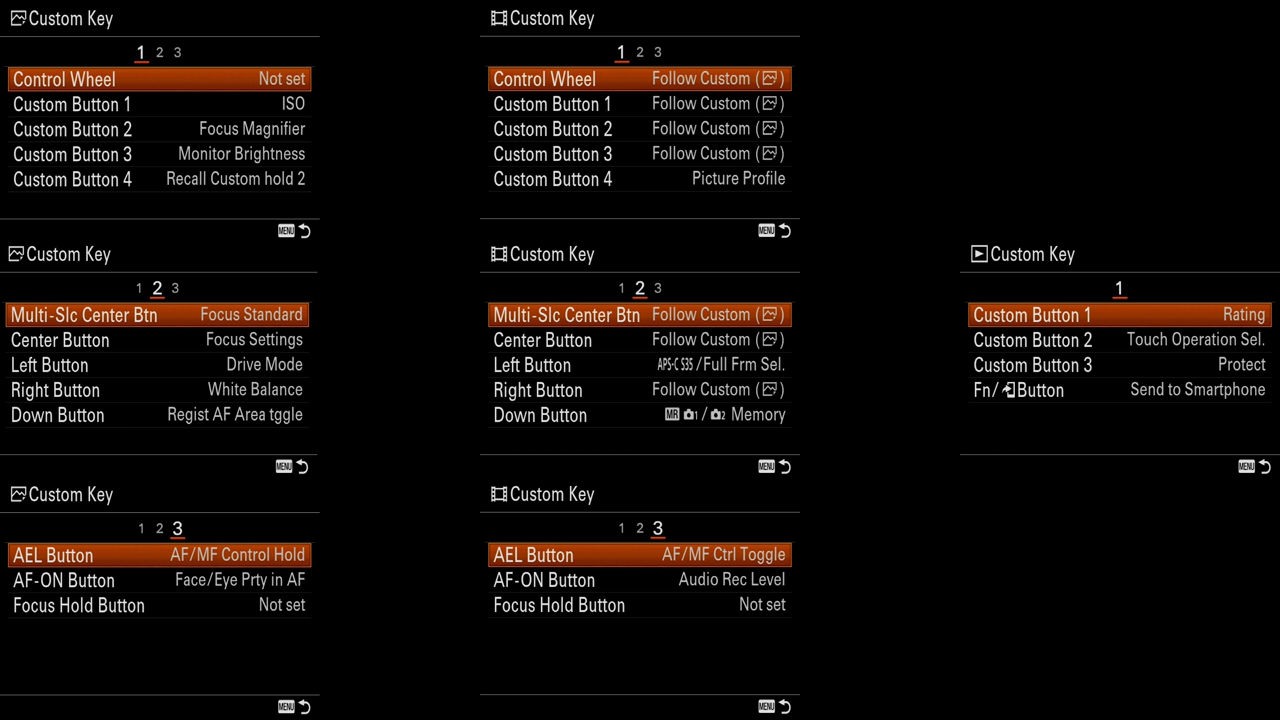 Custom Key
1 2 3
Control Wheel Not set
Custom Button 1 ISO
Custom Button 2 Focus Magnifier
Custom Button 3 Monitor Brightness
Custom Button 4 Recall Custom hold 2
MENU
Custom Key
1 2 3
Control Wheel Follow Custom ( )
Custom Button 1 Follow Custom ( )
Custom Button 2 Follow Custom ( )
Custom Button 3 Follow Custom ( )
Custom Button 4 Picture Profile
MENU
Custom Key
1 2 3
Multi-Slc Center Btn Focus Standard
Center Button Focus Settings
Left Button Drive Mode
Right Button White Balance
Down Button Regist AF Area tggle
MENU
Custom Key
1 2 3
Multi-Slc Center Btn Follow Custom ( )
Center Button Follow Custom ( )
Left Button APS-C S35 /Full Frm Sel.
Right Button Follow Custom ( )
Down Button MR 1 / 2 Memory
MENU
Custom Key
1
Custom Button 1 Rating
Custom Button 2 Touch Operation Sel.
Custom Button 3 Protect
Fn/ Button Send to Smartphone
MENU
Custom Key
1 2 3
AEL Button AF/MF Control Hold
AF-ON Button Face/Eye Prty in AF
Focus Hold Button Not set
MENU
Custom Key
1 2 3
AEL Button AF/MF Ctrl Toggle
AF-ON Button Audio Rec Level
Focus Hold Button Not set
MENU